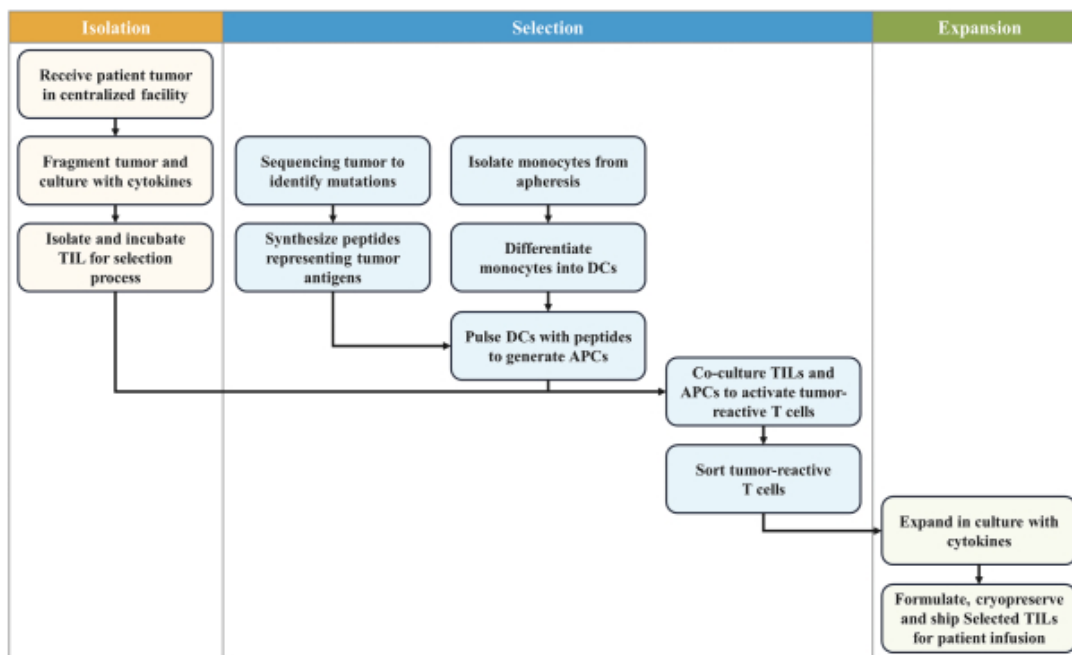 Isolation
Selection
Expansion
Receive patient tumor
in centralized facility
Fragment tumor and
culture with cytokines
Isolate and incubate
TIL for selection
process
Sequencing tumor to
identify mutations
Synthesize peptides
representing tumor
antigens
Isolate monocytes from
apheresis
Differentiate
monocytes into DCs
Pulse DCs with peptides
to generate APCs
Co-culture TILs and
APCs to activate tumor-
reactive T cells
Sort tumor-reactive
T cells
Expand in culture with
cytokines
Formulate, cryopreserve
and ship Selected TILs
for patient infusion